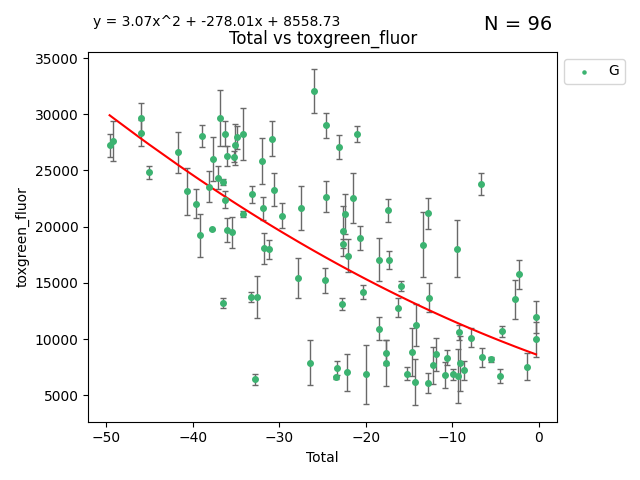 y = 3.07x^2 + -278.01x + 8558.73
N = 96
Total vs toxgreen_fluor
G
35000
30000
25000
20000
15000
10000
5000
toxgreen_fluor
−50
−40
−30
−20
−10
0
Total